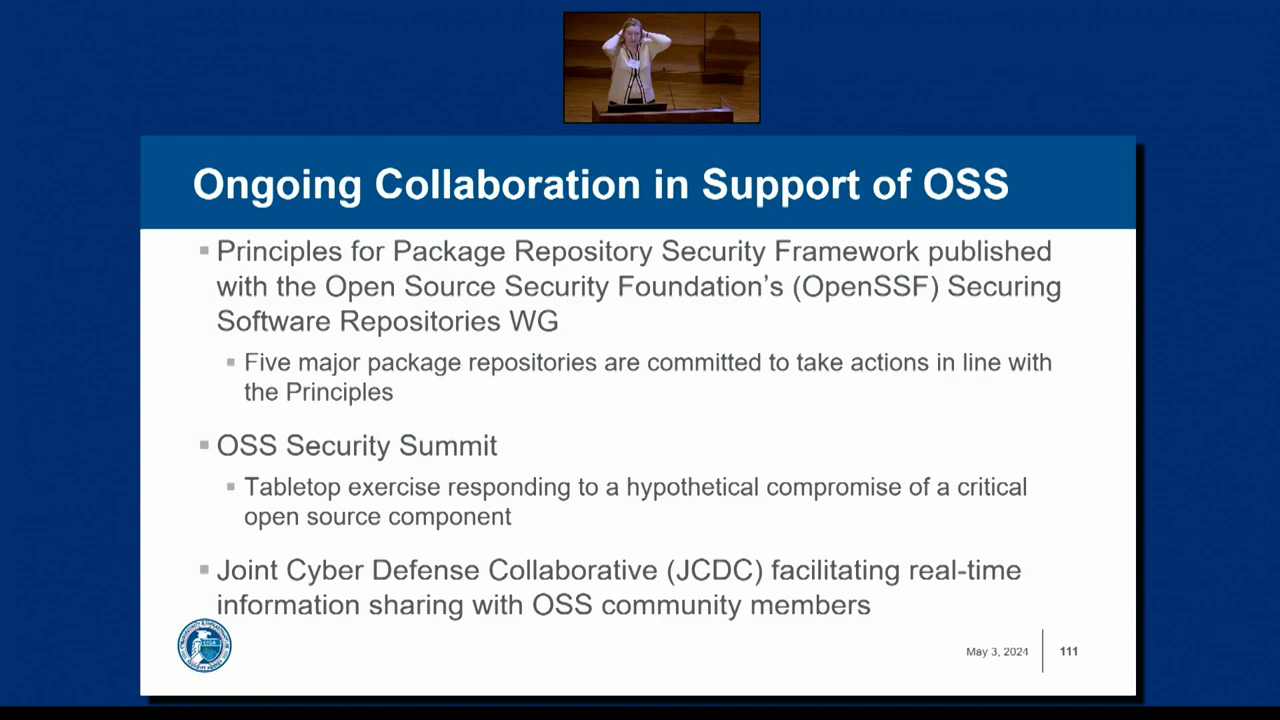 Ongoing Collaboration in Support of OSS
Principles for Package Repository Security Framework published
with the Open Source Security Foundation's (OpenSSF) Securing
Software Repositories WG
Five major package repositories are committed to take actions in line with
the Principles
OSS Security Summit
Tabletop exercise responding to a hypothetical compromise of a critical
open source component
Joint Cyber Defense Collaborative (JCDC) facilitating real-time
information sharing with OSS community members
May 3, 2024
111